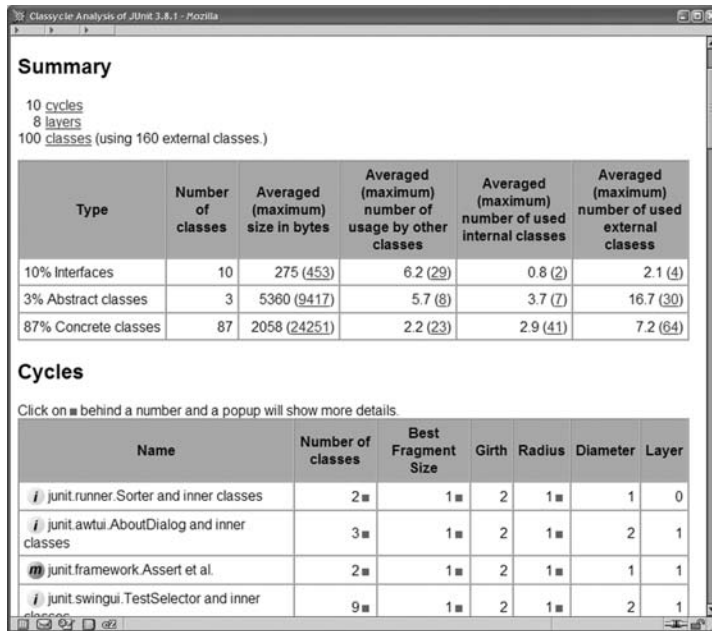 Classycle Analysis of JUnit 3.8.1 - Mozilla
Summary
10 cycles
8 layers
100 classes (using 160 external classes.)
Type
Number of classes
Averaged (maximum) size in bytes
Averaged (maximum) number of usage by other classes
Averaged (maximum) number of used internal classes
Averaged (maximum) number of used external clasess
10% Interfaces 10 275 (453) 6.2 (29) 0.8 (2) 2.1 (4)
3% Abstract classes 3 5360 (9417) 5.7 (8) 3.7 (7) 16.7 (30)
87% Concrete classes 87 2058 (24251) 2.2 (23) 2.9 (41) 7.2 (64)
Cycles
Click on ■ behind a number and a popup will show more details.
Name
Number of classes
Best Fragment Size
Girth Radius Diameter Layer
i junit.runner.Sorter and inner classes 2■ 1■ 2 1■ 1 0
i junit.awtui.AboutDialog and inner classes 3■ 1■ 2 1■ 2 1
m junit.framework.Assert et al. 2■ 1■ 2 1■ 1 1
i junit.swingui.TestSelector and inner classes 9■ 1■ 2 1■ 2 1